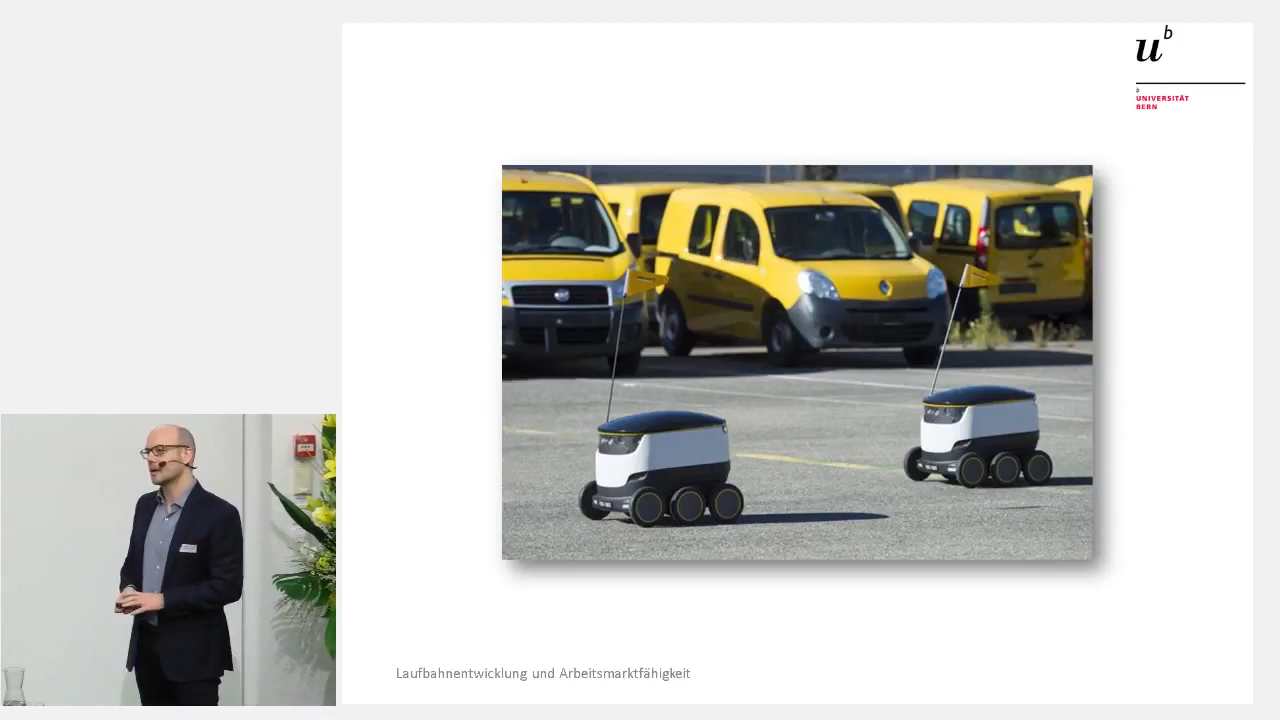 u
b
b
UNIVERSITÄT
BERN
Laufbahnentwicklung und Arbeitsmarktfähigkeit